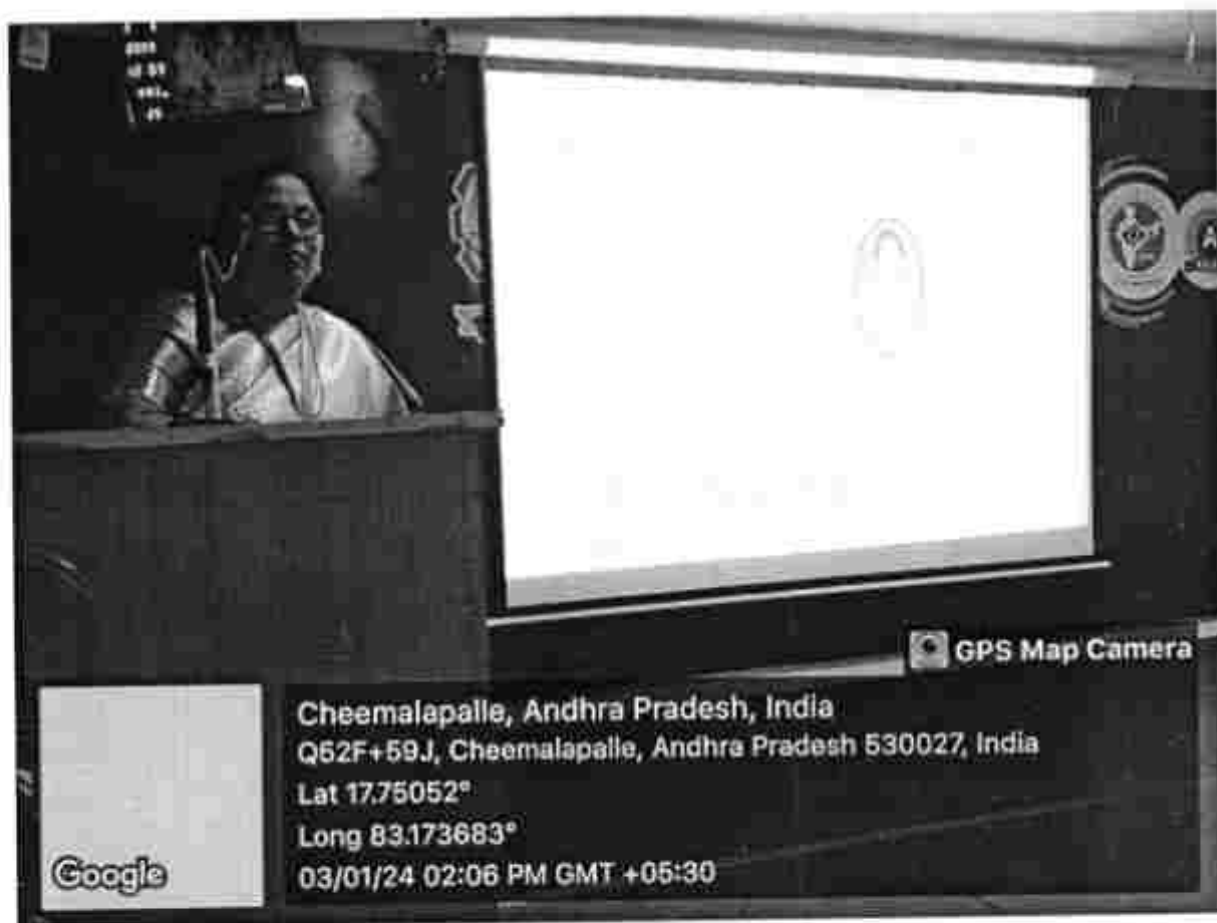 GPS Map Camera
Cheemalapalle, Andhra Pradesh, India
Q62F+59J, Cheemalapalle, Andhra Pradesh 530027, India
Lat 17.75052°
Long 83.173683°
03/01/24 02:06 PM GMT +05:30
Google